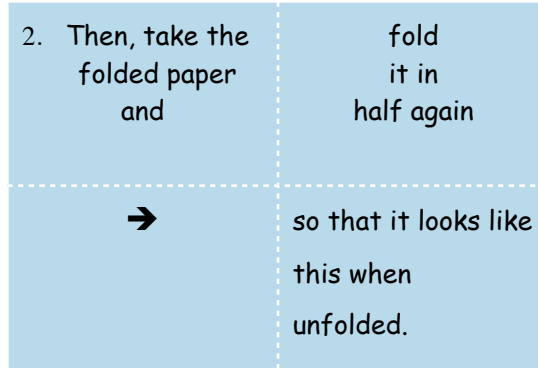 2. Then, take the
folded paper
and
fold
it in
half again
➔
so that it looks like
this when
unfolded.